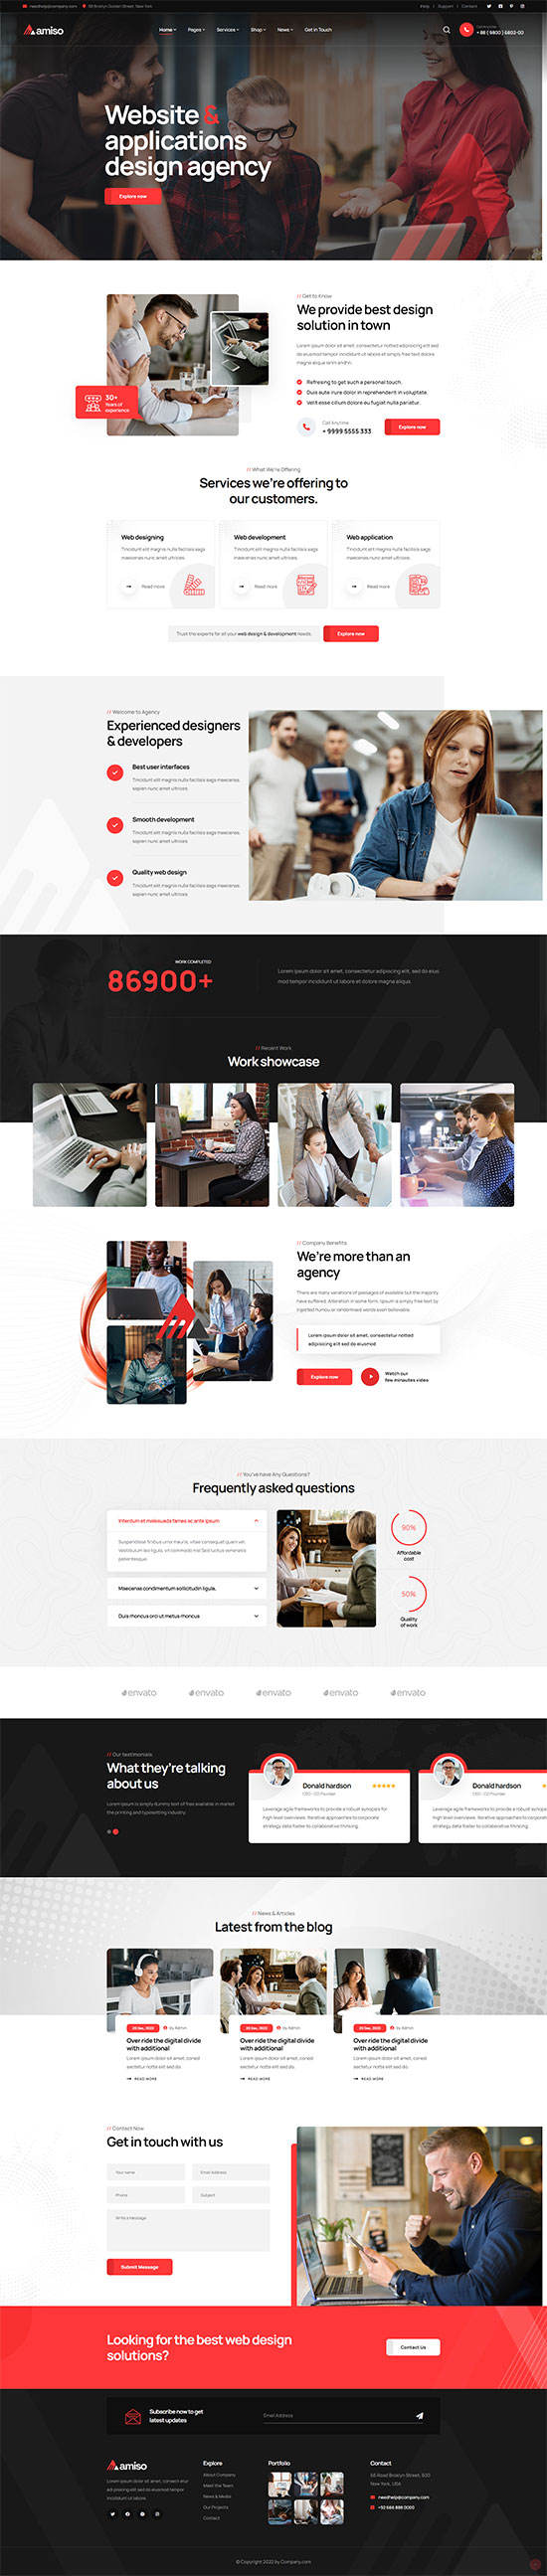 needhelp@company.com
88 Broklyn Golden Street, New York
Help / Support / Contact
amiso
Home Pages Services Shop News Get in Touch
Call Anytime
+ 88 ( 9800 ) 6802-00
Website &
applications
design agency
Explore now
// Get to Know
We provide best design
solution in town
Lorem ipsum dolor sit amet, consectetur notted adipisicing elit sed
do eiusmod tempor incididunt ut labore et simply free text dolore
magna aliqua lonm andhn.
Refresing to get such a personal touch.
Duis aute irure dolor in reprehenderit in voluptate.
Velit esse cillum dolore eu fugiat nulla pariatur.
30+
Years of
experience
Call Anytime
+ 9999 5555 333
Explore now
// What We're Offering
Services we're offering to
our customers.
Web designing
Tincidunt elit magnis nulla facilisis sags
maecenas nunc amet ultrices.
Read more
Web development
Tincidunt elit magnis nulla facilisis sags
maecenas nunc amet ultrices.
Read more
Web application
Tincidunt elit magnis nulla facilisis sags
maecenas nunc amet ultrices.
Read more
Trust the experts for all your web design & development needs.
Explore now
// Welcome to Agency
Experienced designers
& developers
Best user interfaces
Tincidunt elit magnis nulla facilisis sags maecenas
sapien nunc amet ultrices
Smooth development
Tincidunt elit magnis nulla facilisis sags maecenas
sapien nunc amet ultrices
Quality web design
Tincidunt elit magnis nulla facilisis sags maecenas
sapien nunc amet ultrices
WORK COMPLETED
86900+
Lorem ipsum dolor sit amet, consectetur adipisicing elit, sed do eius
mod tempor incididunt ut labore et dolore magna aliqua.
// Recent Work
Work showcase
// Company Benefits
We're more than an
agency
There are many variations of passages of available but the majority
have suffered. Alteration in some form. Ipsum is simply free text by
injected humou or randomised words even believable.
Lorem ipsum dolor sit amet, consectetur notted
adipisicing elit sed do eiusmod
Explore now
Watch our
few minautes video
// You've have Any Questions?
Frequently asked questions
Interdum et malesuada fames ac ante ipsum
Suspendisse finibus urna mauris, vitae consequat quam vel.
Vestibulum leo ligula, vit commodo nisl Sed luctus venenatis
pellentesque.
Maecenas condimentum sollicitudin ligula,
Duis rhoncus orci ut metus rhoncus
90%
Affordable
cost
50%
Quality
of work
envato envato envato envato envato
// Our testimonials
What they're talking
about us
Lorem ipsum is simply dummy text of free available in market
the printing and typesetting industry
Donald hardson
CEO - CO Founder
Leverage agile frameworks to provide a robust synopsis for
high level overviews. Iterative approaches to corporate
strategy data foster to collaborative thinking.
Donald hardson
CEO - CO Founder
Leverage agile frameworks to provide a robust
high level overviews. Iterative approaches to cor
strategy data foster to collaborative thinking.
// News & Articles
Latest from the blog
20 Dec, 2022 by Admin
Over ride the digital divide
with additional
Lorem ipsum dolor sit amet, coned
sectetur notte elit sed do.
READ MORE
20 Dec, 2022 by Admin
Over ride the digital divide
with additional
Lorem ipsum dolor sit amet, coned
sectetur notte elit sed do.
READ MORE
20 Dec, 2022 by Admin
Over ride the digital divide
with additional
Lorem ipsum dolor sit amet, coned
sectetur notte elit sed do.
READ MORE
// Contact Now
Get in touch with us
Your name
Email Address
Phone
Subject
Write a Message
Submit Message
Looking for the best web design
solutions?
Contact Us
Subscribe now to get
latest updates
Email Address
amiso
Lorem ipsum dolor sit amet, consect etur
adi pisicing elit sed do eiusmod tempor
incididunt ut labore.
Explore
About Company
Meet the Team
News & Media
Our Projects
Contact
Portfolio
Contact
66 Road Broklyn Street, 600
New York, USA
needhelp@company.com
+92 666 888 0000
© Copyright 2022 by Company.com